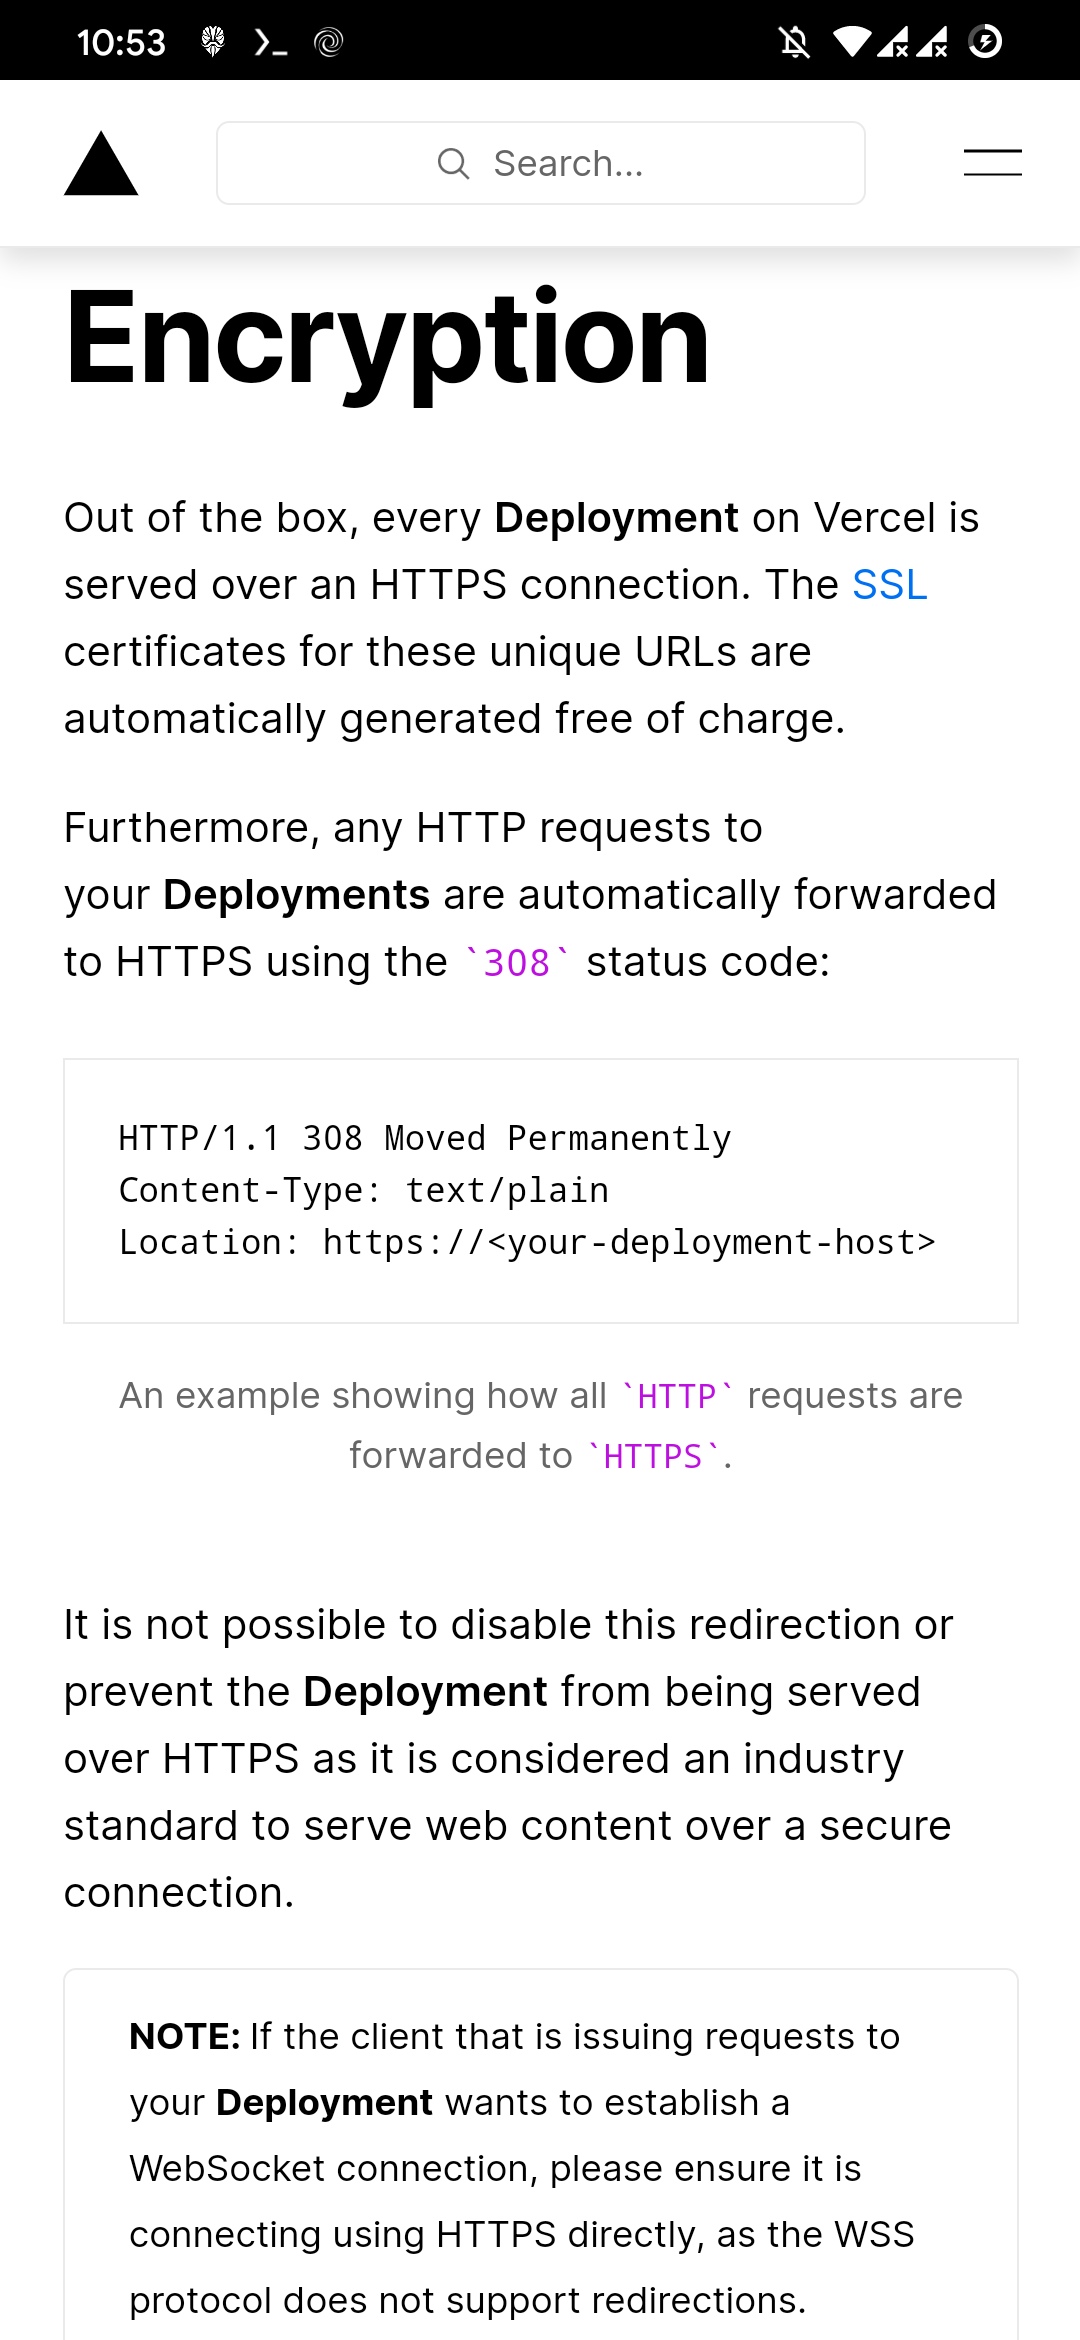 10:53
Search...
Encryption
Out of the box, every Deployment on Vercel is
served over an HTTPS connection. The SSL
certificates for these unique URLs are
automatically generated free of charge.
Furthermore, any HTTP requests to
your Deployments are automatically forwarded
to HTTPS using the `308` status code:
HTTP/1.1 308 Moved Permanently
Content-Type: text/plain
Location: https://<your-deployment-host>
An example showing how all `HTTP` requests are
forwarded to `HTTPS`.
It is not possible to disable this redirection or
prevent the Deployment from being served
over HTTPS as it is considered an industry
standard to serve web content over a secure
connection.
NOTE: If the client that is issuing requests to
your Deployment wants to establish a
WebSocket connection, please ensure it is
connecting using HTTPS directly, as the WSS
protocol does not support redirections.